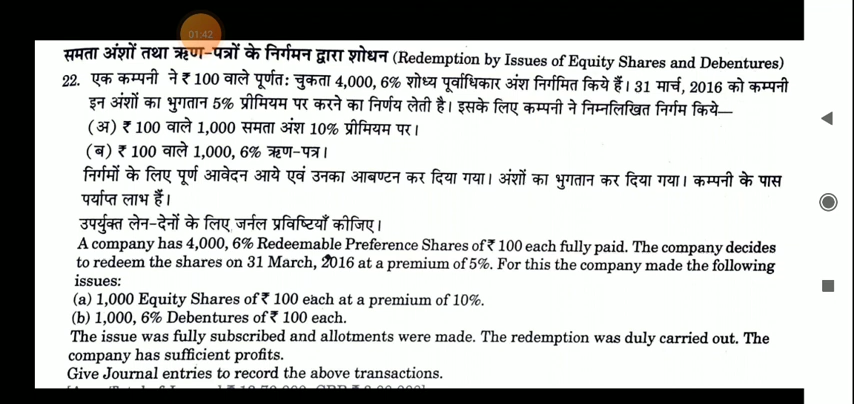 01:42
समता अंशों तथा ऋण-पत्रों के निर्गमन द्वारा शोधन (Redemption by Issues of Equity Shares and Debentures)
22. एक कम्पनी ने ₹ 100 वाले पूर्णत: चुकता 4,000, 6% शोध्य पूर्वाधिकार अंश निर्गमित किये हैं। 31 मार्च, 2016 को कम्पनी
इन अंशों का भुगतान 5% प्रीमियम पर करने का निर्णय लेती है। इसके लिए कम्पनी ने निम्नलिखित निर्गम किये—
(अ) ₹ 100 वाले 1,000 समता अंश 10% प्रीमियम पर।
(ब) ₹ 100 वाले 1,000, 6% ऋण-पत्र।
निर्गमों के लिए पूर्ण आवेदन आये एवं उनका आबण्टन कर दिया गया। अंशों का भुगतान कर दिया गया। कम्पनी के पास
पर्याप्त लाभ हैं।
उपर्युक्त लेन-देनों के लिए जर्नल प्रविष्टियाँ कीजिए।
A company has 4,000, 6% Redeemable Preference Shares of ₹ 100 each fully paid. The company decides
to redeem the shares on 31 March, 2016 at a premium of 5%. For this the company made the following
issues:
(a) 1,000 Equity Shares of ₹ 100 each at a premium of 10%.
(b) 1,000, 6% Debentures of ₹ 100 each.
The issue was fully subscribed and allotments were made. The redemption was duly carried out. The
company has sufficient profits.
Give Journal entries to record the above transactions.